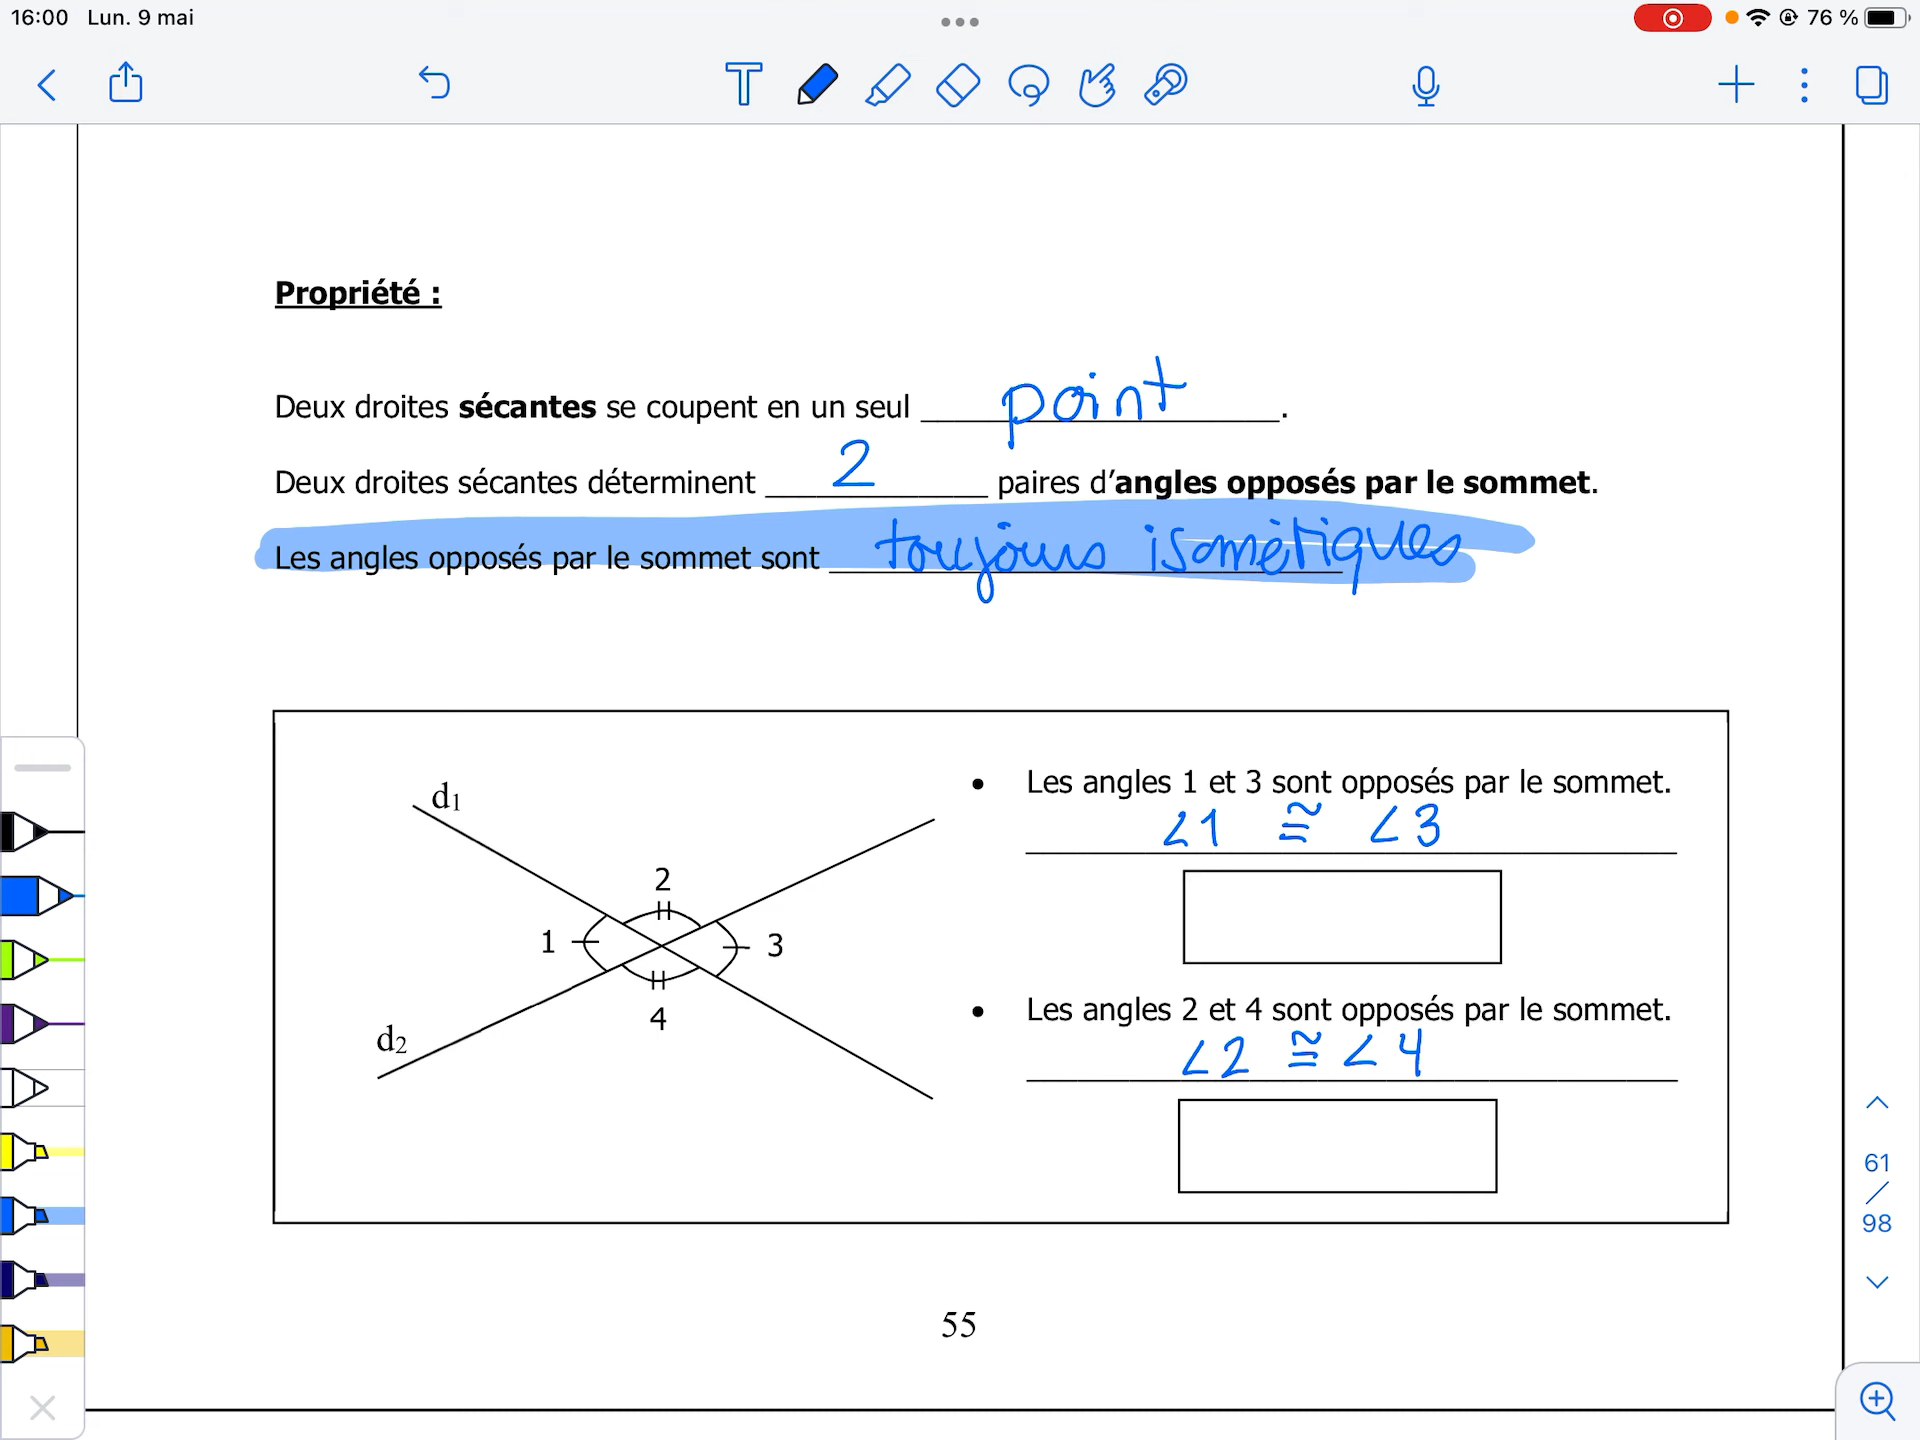 16:00 Lun. 9 mai 76 %
Propriété :
Deux droites sécantes se coupent en un seul point.
Deux droites sécantes déterminent 2 paires d’angles opposés par le sommet.
Les angles opposés par le sommet sont toujours isométiques
d1
2
1
3
4
d2
• Les angles 1 et 3 sont opposés par le sommet.
∠1 ≅ ∠3
• Les angles 2 et 4 sont opposés par le sommet.
∠2 ≅ ∠4
61
/
98
55